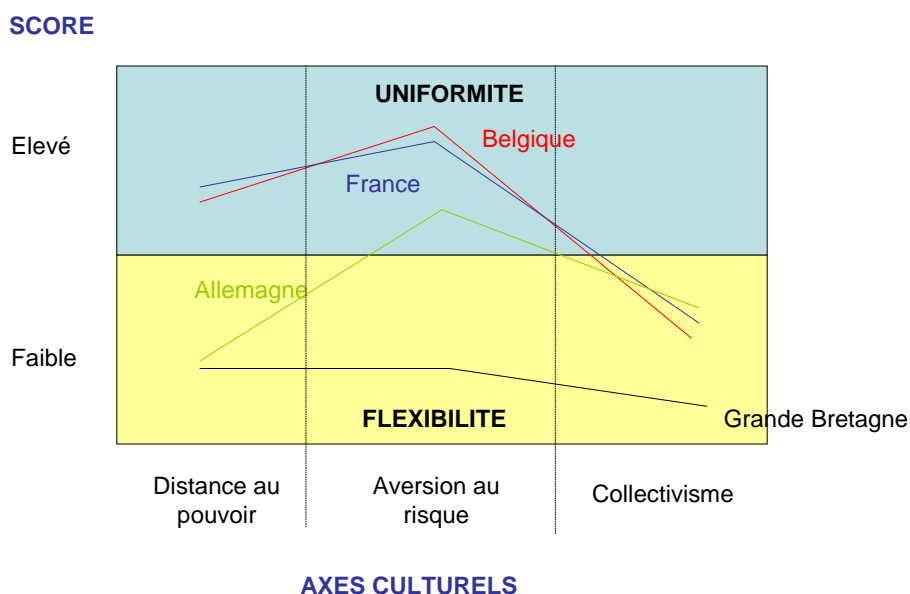 SCORE
UNIFORMITE
Elevé
Belgique
France
Allemagne
Faible
FLEXIBILITE
Grande Bretagne
Distance au
pouvoir
Aversion au
risque
Collectivisme
AXES CULTURELS